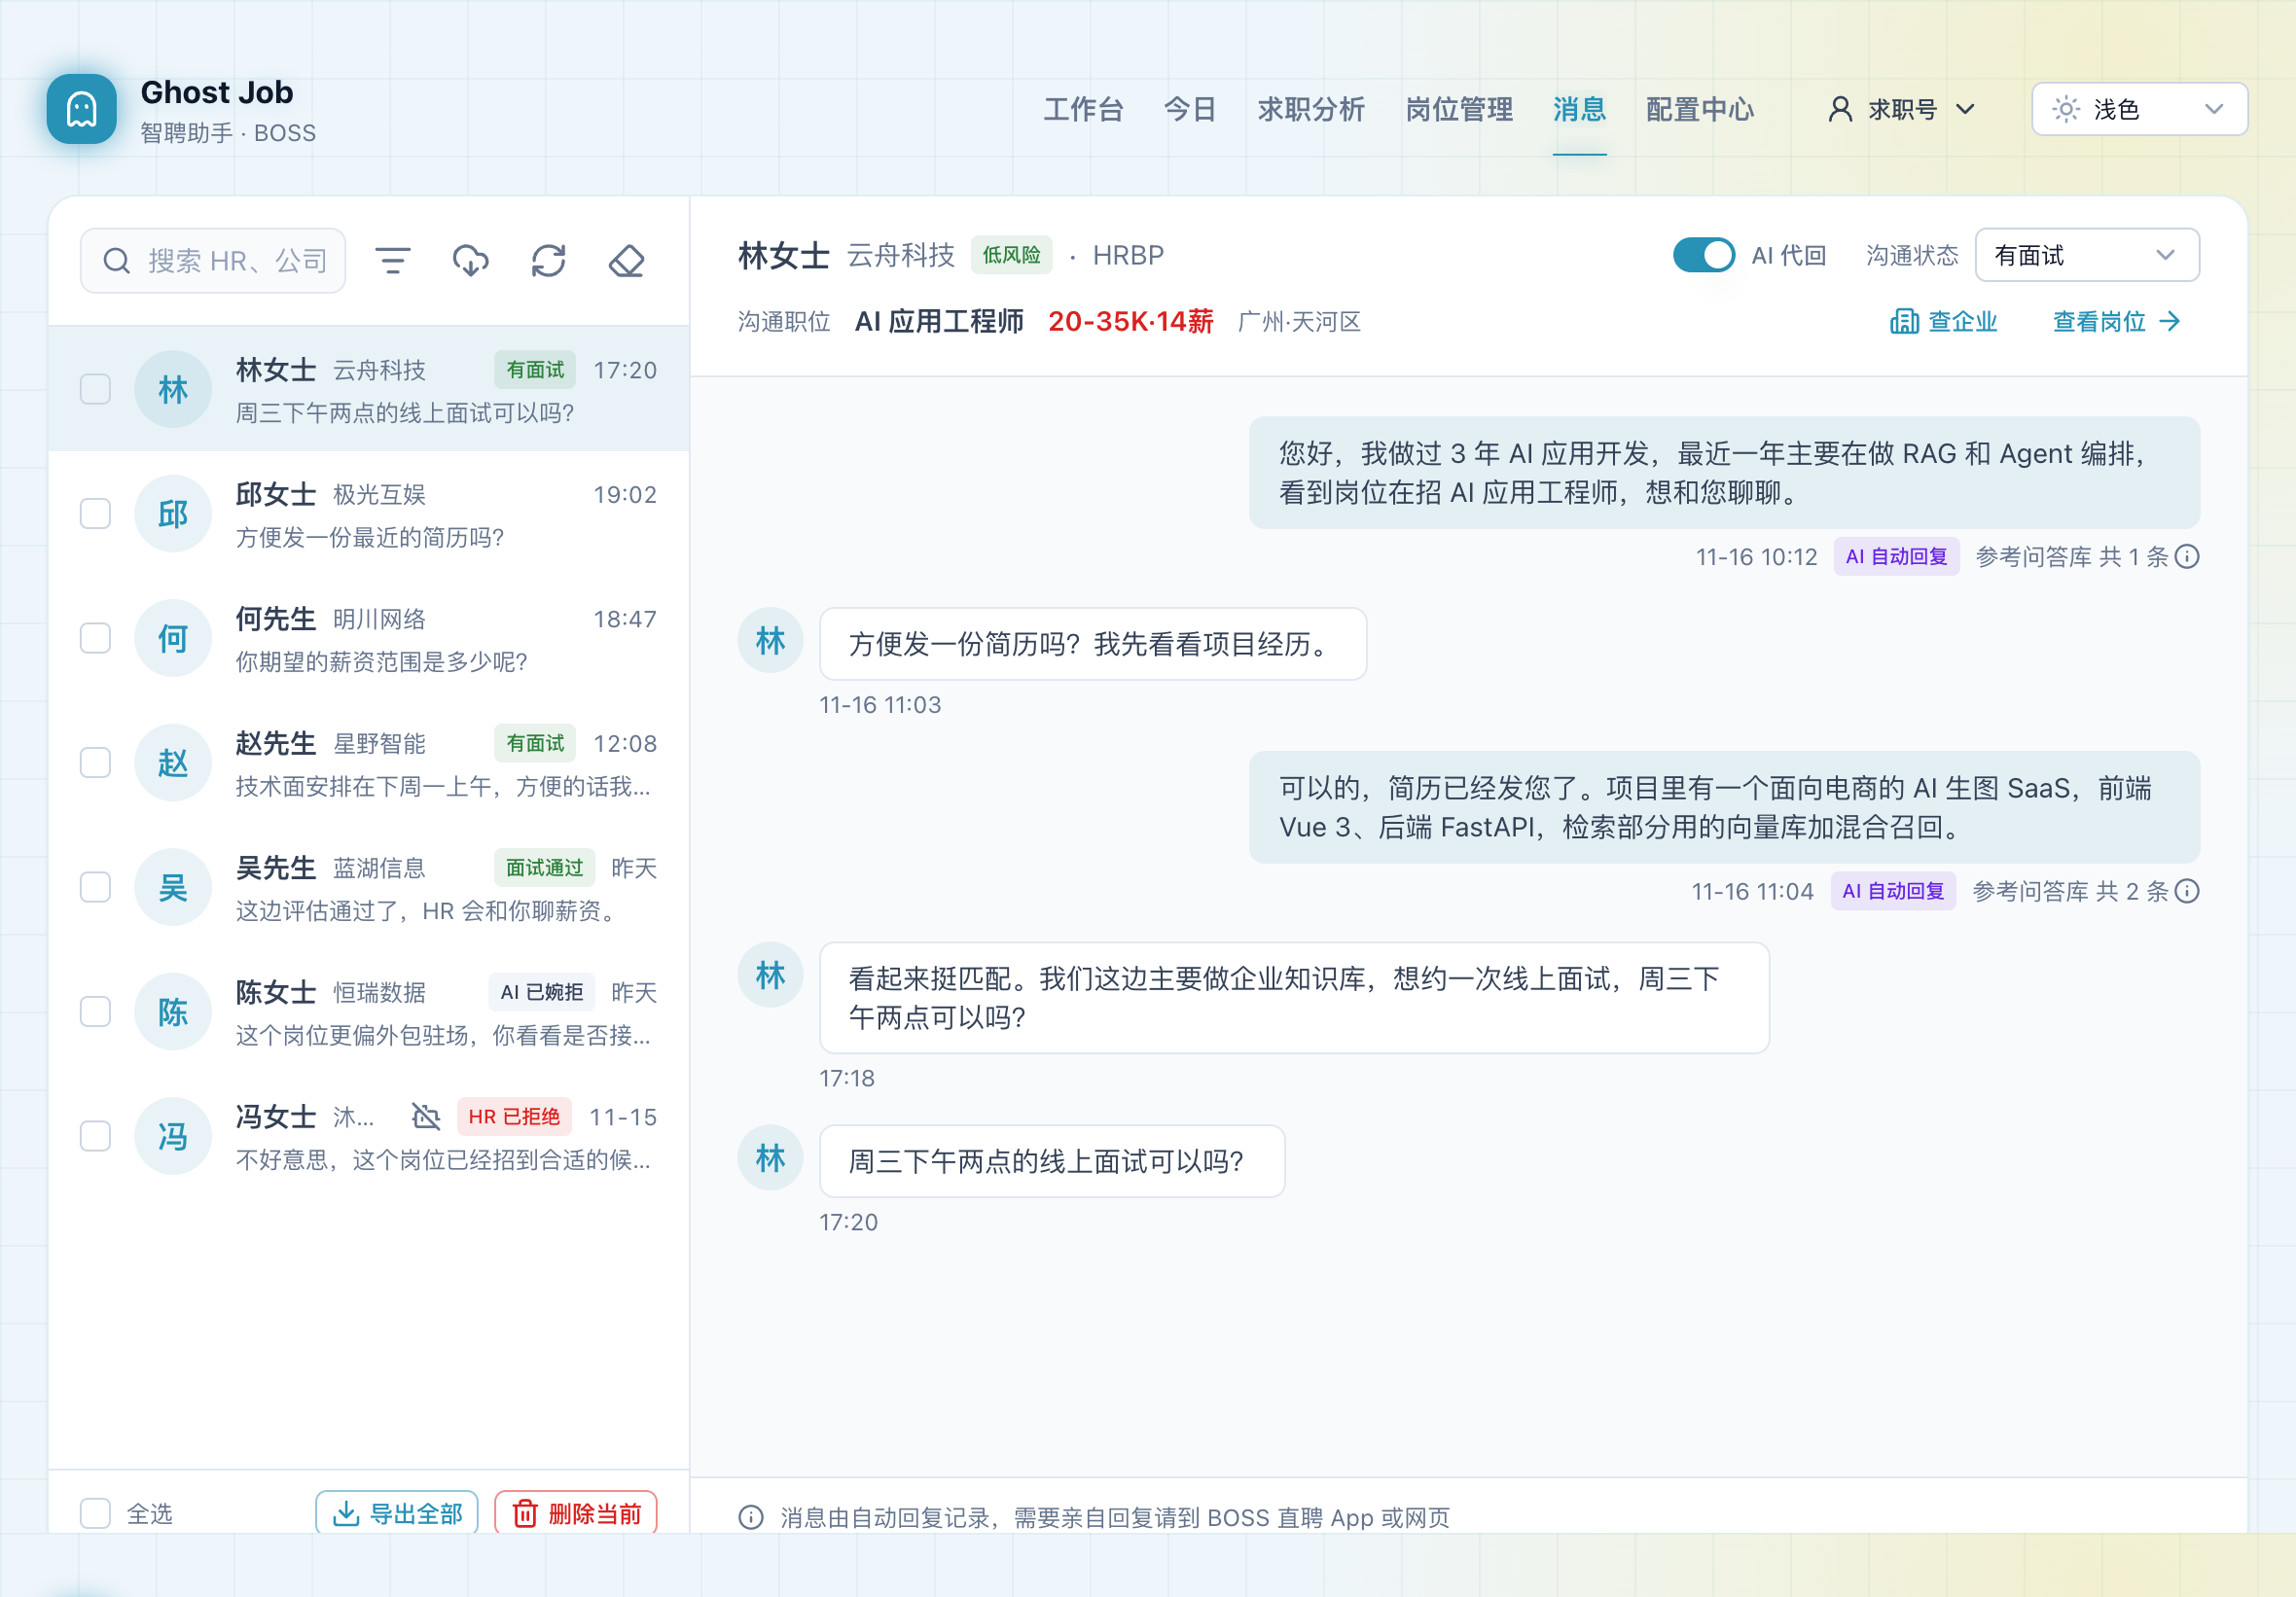 Ghost Job
智聘助手 · BOSS
工作台 今日 求职分析 岗位管理 消息 配置中心 求职号 浅色
搜索 HR、公司
林 林女士 云舟科技 有面试 17:20
周三下午两点的线上面试可以吗？
邱 邱女士 极光互娱 19:02
方便发一份最近的简历吗？
何 何先生 明川网络 18:47
你期望的薪资范围是多少呢？
赵 赵先生 星野智能 有面试 12:08
技术面安排在下周一上午，方便的话我...
吴 吴先生 蓝湖信息 面试通过 昨天
这边评估通过了，HR 会和你聊薪资。
陈 陈女士 恒瑞数据 AI 已婉拒 昨天
这个岗位更偏外包驻场，你看看是否接...
冯 冯女士 沐... HR 已拒绝 11-15
不好意思，这个岗位已经招到合适的候...
全选 导出全部 删除当前
林女士 云舟科技 低风险 · HRBP AI 代回 沟通状态 有面试
沟通职位 AI 应用工程师 20-35K·14薪 广州·天河区 查企业 查看岗位
您好，我做过 3 年 AI 应用开发，最近一年主要在做 RAG 和 Agent 编排，
看到岗位在招 AI 应用工程师，想和您聊聊。
11-16 10:12 AI 自动回复 参考问答库 共 1 条
林 方便发一份简历吗？我先看看项目经历。
11-16 11:03
可以的，简历已经发您了。项目里有一个面向电商的 AI 生图 SaaS，前端
Vue 3、后端 FastAPI，检索部分用的向量库加混合召回。
11-16 11:04 AI 自动回复 参考问答库 共 2 条
林 看起来挺匹配。我们这边主要做企业知识库，想约一次线上面试，周三下
午两点可以吗？
17:18
林 周三下午两点的线上面试可以吗？
17:20
消息由自动回复记录，需要亲自回复请到 BOSS 直聘 App 或网页